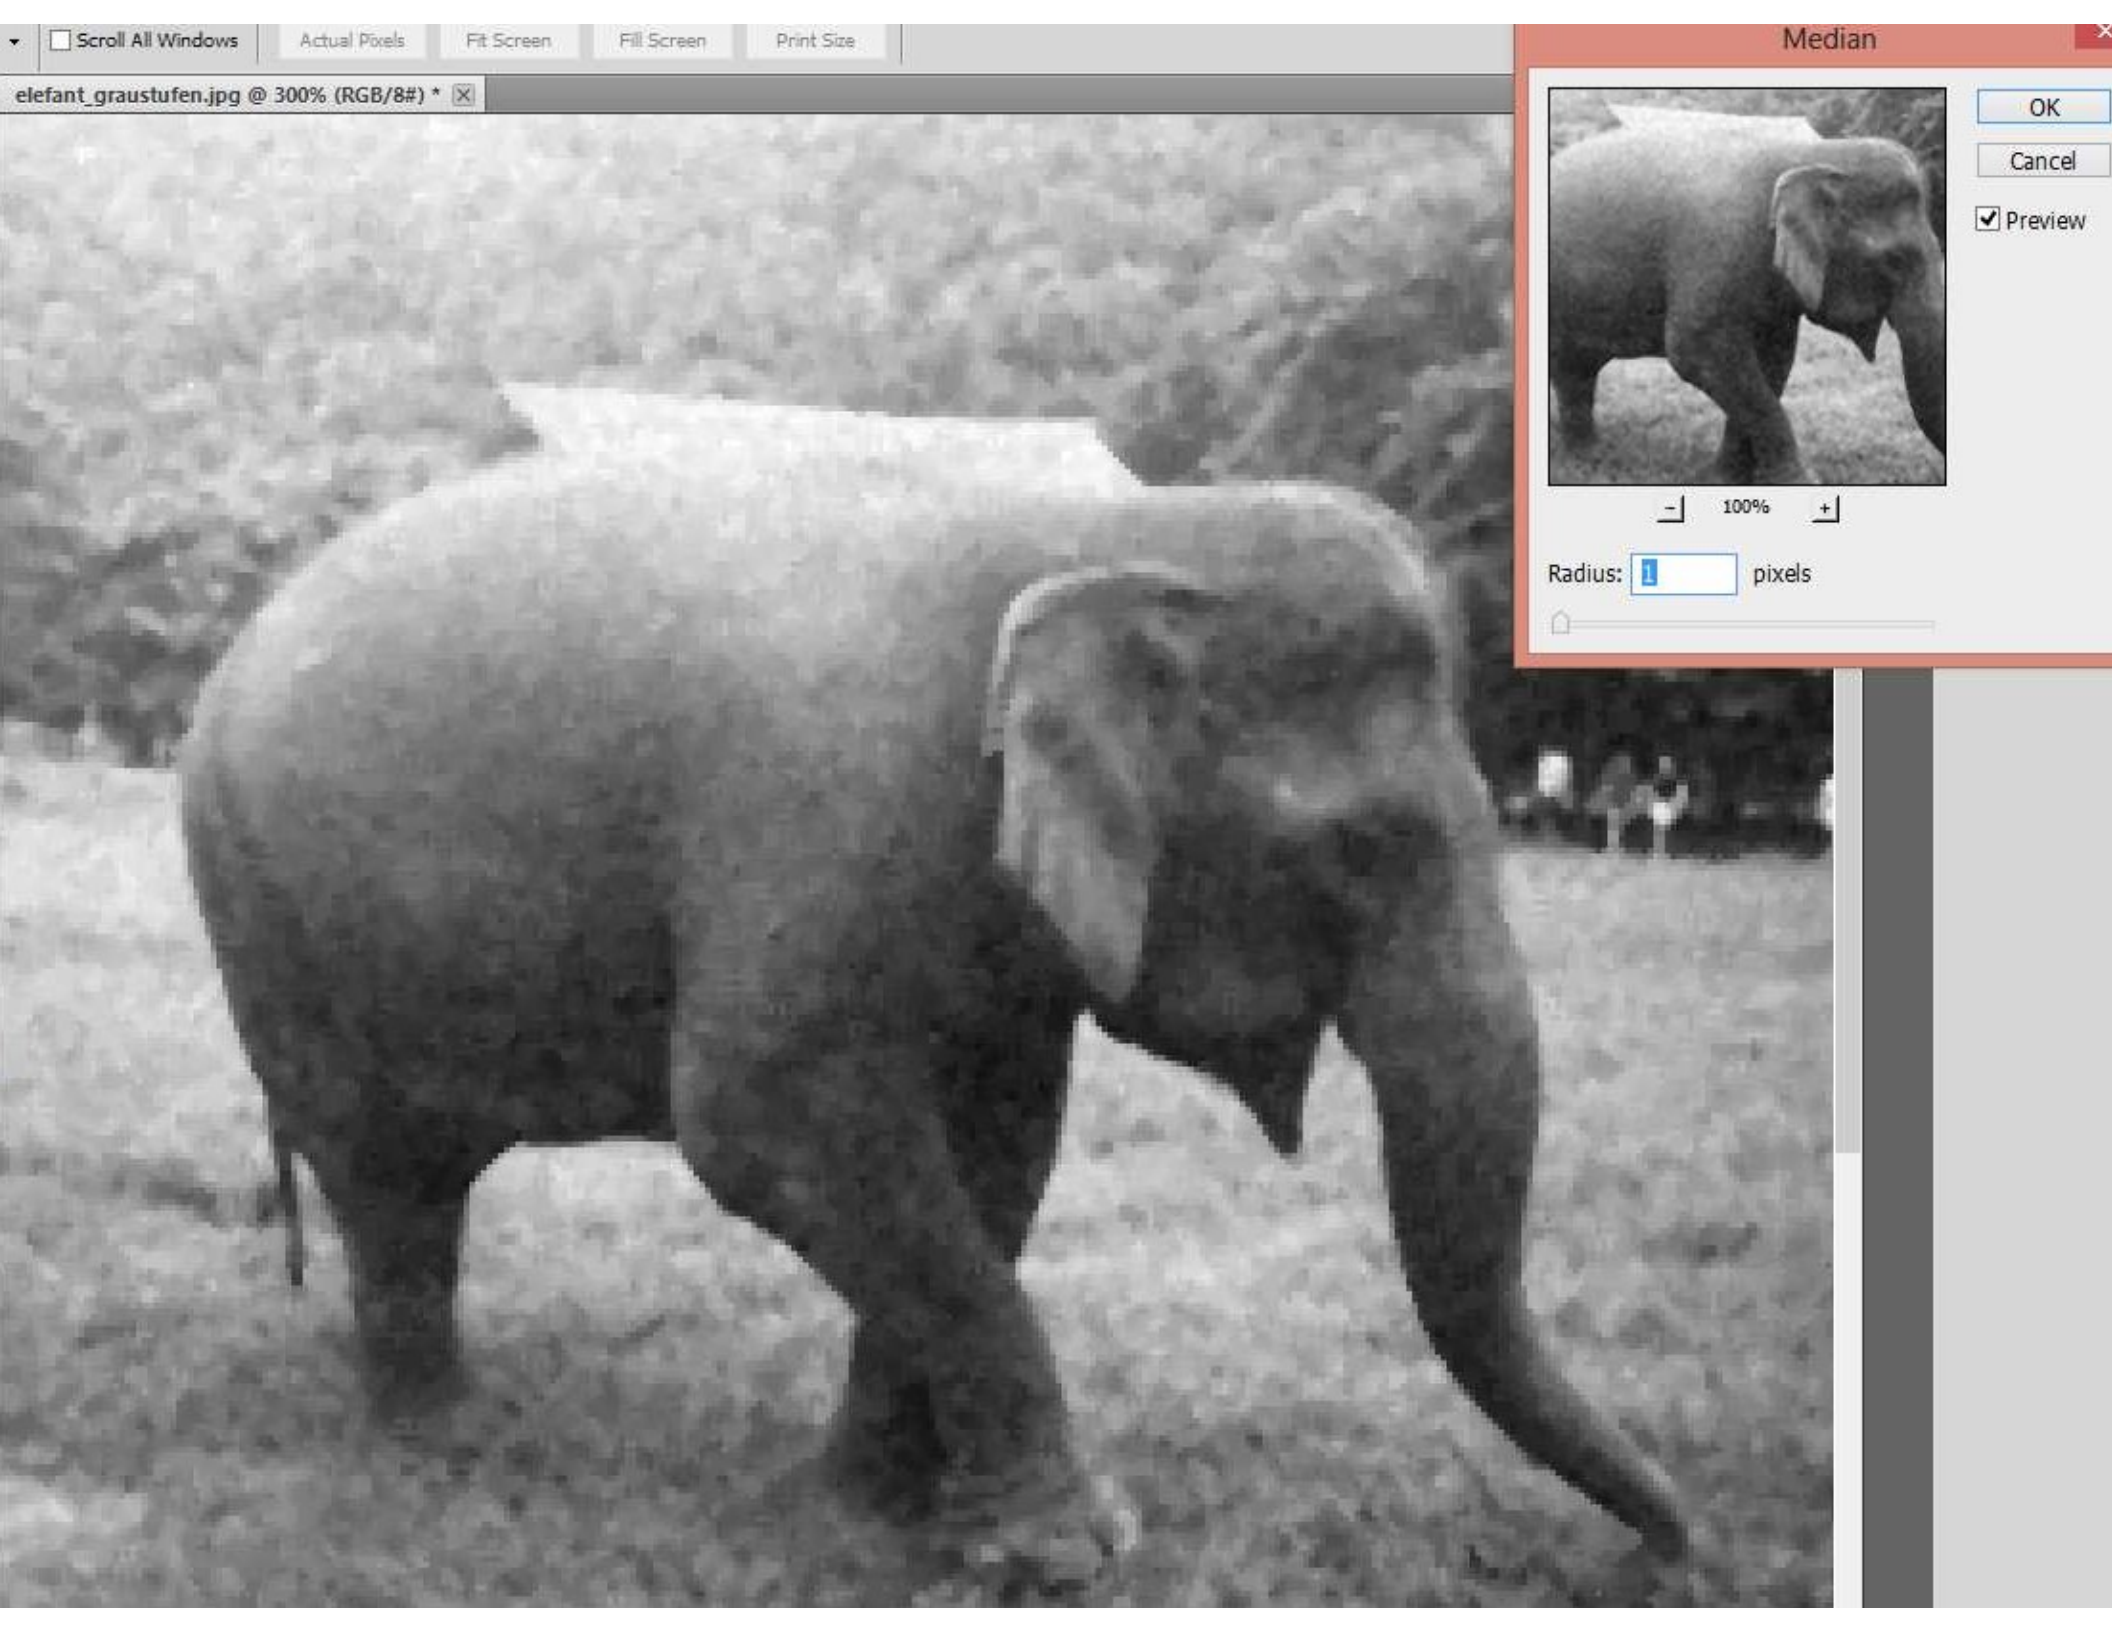 Scroll All Windows Actual Pixels Fit Screen Fill Screen Print Size
elefant_graustufen.jpg @ 300% (RGB/8#) *
Median
OK
Cancel
Preview
100%
Radius: 1 pixels